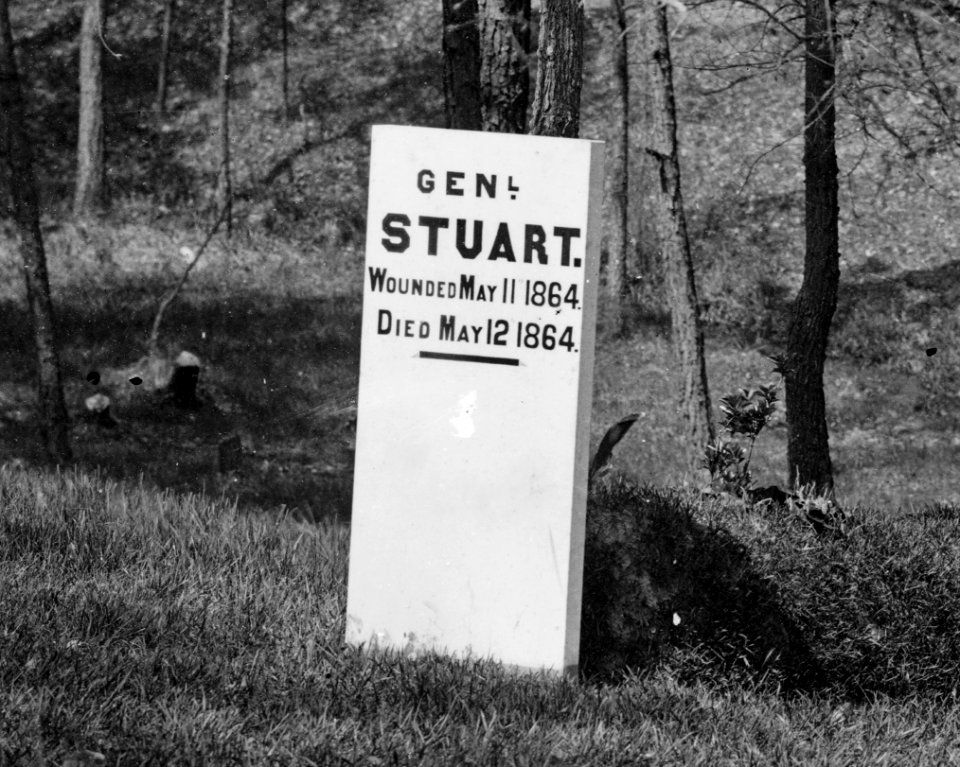 GENL
STUART.
WOUNDED MAY 11 1864.
DIED MAY 12 1864.